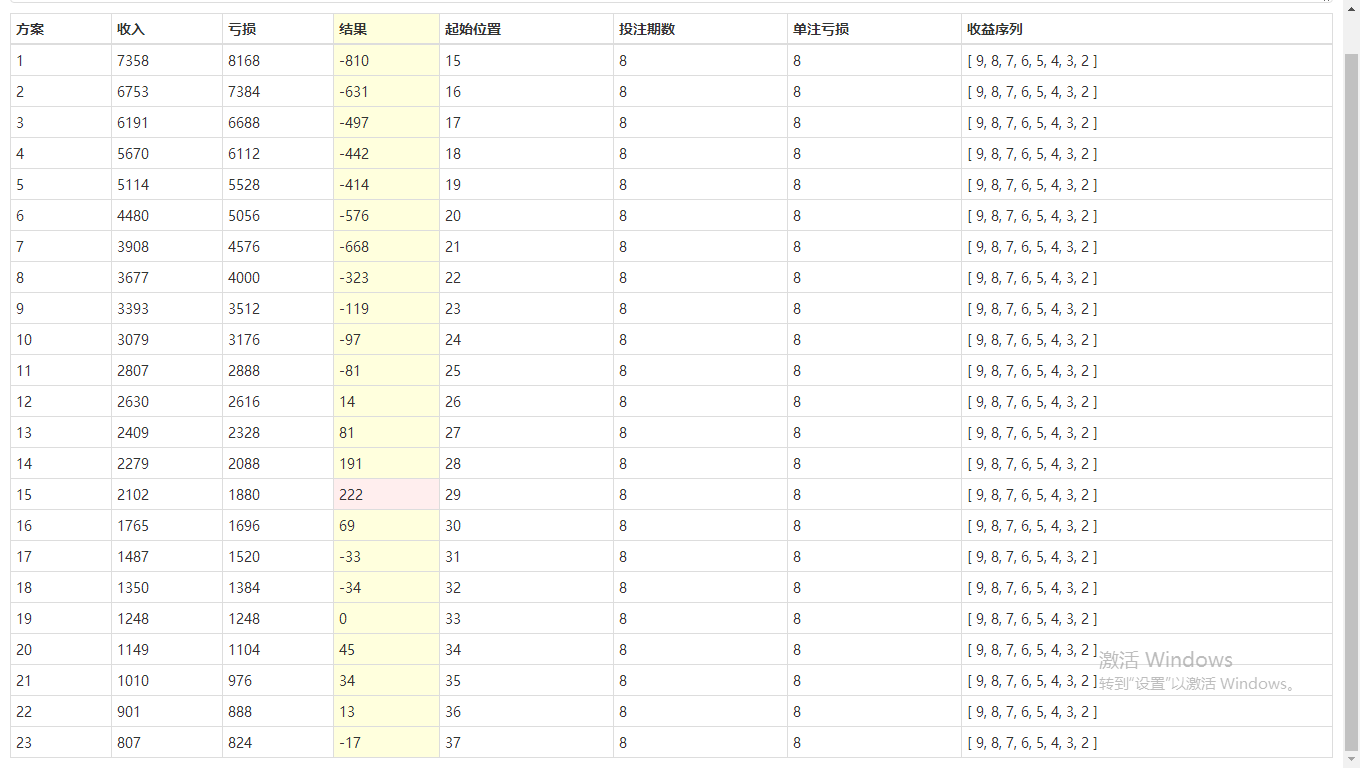 方案 收入 亏损 结果 起始位置 投注期数 单注亏损 收益序列
1 7358 8168 -810 15 8 8 [ 9, 8, 7, 6, 5, 4, 3, 2 ]
2 6753 7384 -631 16 8 8 [ 9, 8, 7, 6, 5, 4, 3, 2 ]
3 6191 6688 -497 17 8 8 [ 9, 8, 7, 6, 5, 4, 3, 2 ]
4 5670 6112 -442 18 8 8 [ 9, 8, 7, 6, 5, 4, 3, 2 ]
5 5114 5528 -414 19 8 8 [ 9, 8, 7, 6, 5, 4, 3, 2 ]
6 4480 5056 -576 20 8 8 [ 9, 8, 7, 6, 5, 4, 3, 2 ]
7 3908 4576 -668 21 8 8 [ 9, 8, 7, 6, 5, 4, 3, 2 ]
8 3677 4000 -323 22 8 8 [ 9, 8, 7, 6, 5, 4, 3, 2 ]
9 3393 3512 -119 23 8 8 [ 9, 8, 7, 6, 5, 4, 3, 2 ]
10 3079 3176 -97 24 8 8 [ 9, 8, 7, 6, 5, 4, 3, 2 ]
11 2807 2888 -81 25 8 8 [ 9, 8, 7, 6, 5, 4, 3, 2 ]
12 2630 2616 14 26 8 8 [ 9, 8, 7, 6, 5, 4, 3, 2 ]
13 2409 2328 81 27 8 8 [ 9, 8, 7, 6, 5, 4, 3, 2 ]
14 2279 2088 191 28 8 8 [ 9, 8, 7, 6, 5, 4, 3, 2 ]
15 2102 1880 222 29 8 8 [ 9, 8, 7, 6, 5, 4, 3, 2 ]
16 1765 1696 69 30 8 8 [ 9, 8, 7, 6, 5, 4, 3, 2 ]
17 1487 1520 -33 31 8 8 [ 9, 8, 7, 6, 5, 4, 3, 2 ]
18 1350 1384 -34 32 8 8 [ 9, 8, 7, 6, 5, 4, 3, 2 ]
19 1248 1248 0 33 8 8 [ 9, 8, 7, 6, 5, 4, 3, 2 ]
20 1149 1104 45 34 8 8 [ 9, 8, 7, 6, 5, 4, 3, 2 ]
激活 Windows
21 1010 976 34 35 8 8 [ 9, 8, 7, 6, 5, 4, 3, 2 ]
转到“设置”以激活 Windows。
22 901 888 13 36 8 8 [ 9, 8, 7, 6, 5, 4, 3, 2 ]
23 807 824 -17 37 8 8 [ 9, 8, 7, 6, 5, 4, 3, 2 ]